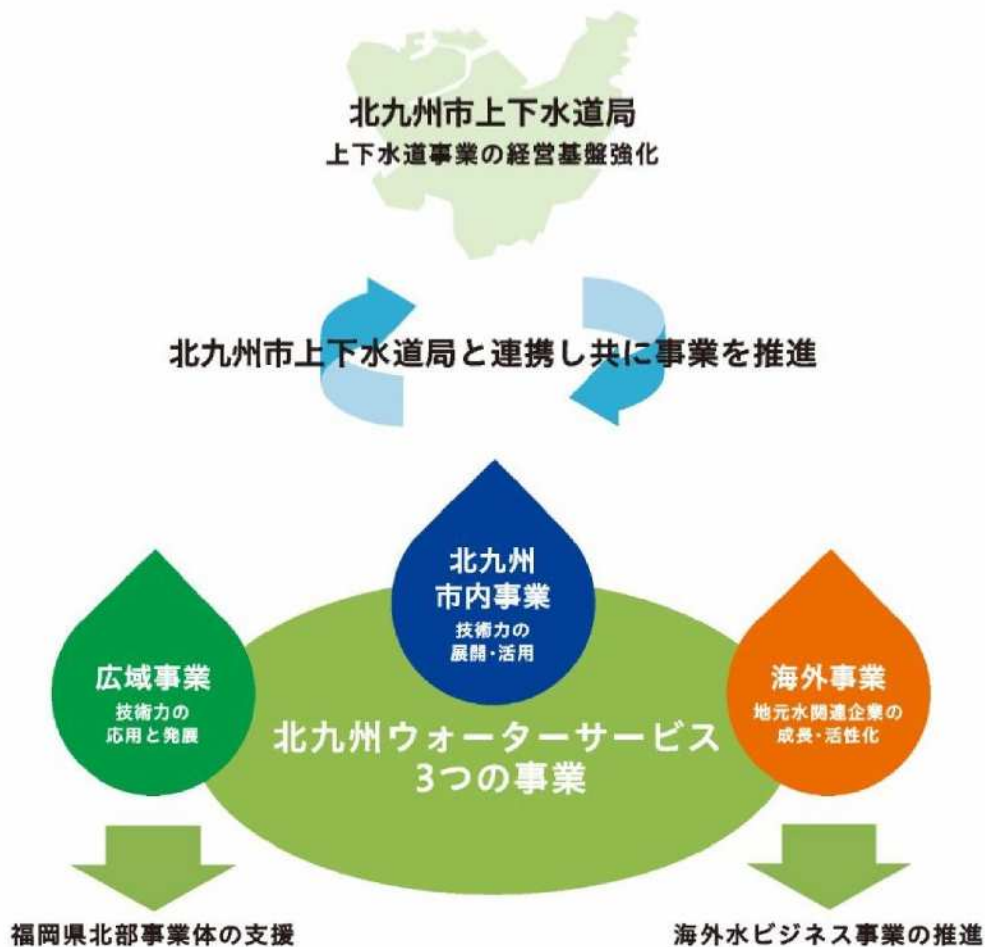 北九州市上下水道局
上下水道事業の経営基盤強化
北九州市上下水道局と連携し共に事業を推進
北九州
市内事業
技術力の
展開・活用
広域事業
技術力の
応用と発展
海外事業
地元水関連企業の
成長・活性化
北九州ウォーターサービス
3つの事業
福岡県北部事業体の支援
海外水ビジネス事業の推進